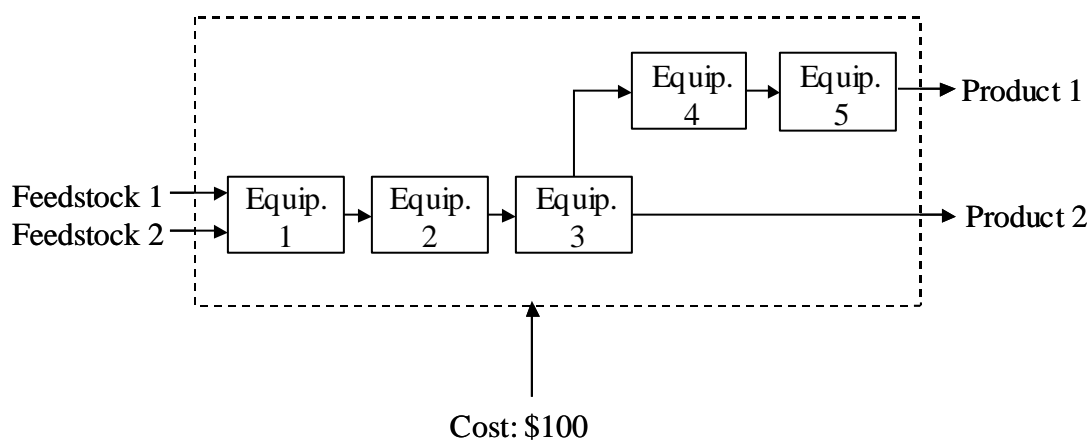 Equip.
4
Equip.
5
Product 1
Feedstock 1
Feedstock 2
Equip.
1
Equip.
2
Equip.
3
Product 2
Cost: $100